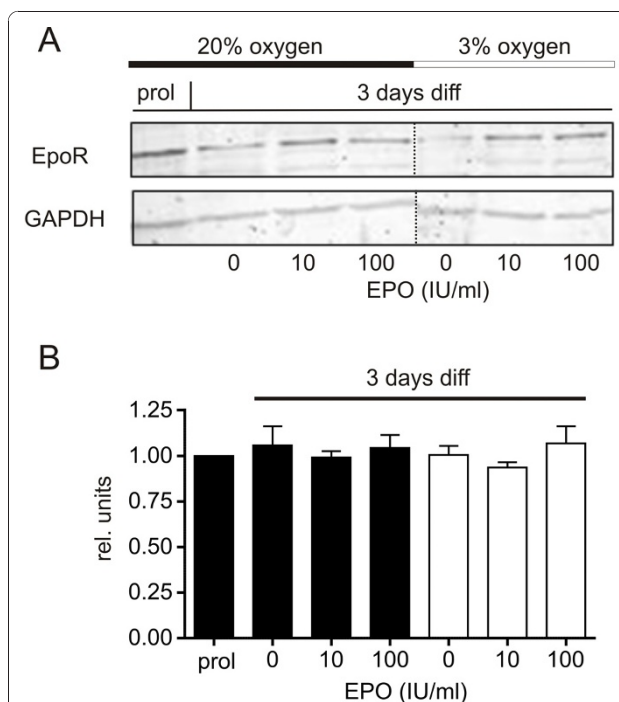 A
20% oxygen 3% oxygen
prol 3 days diff
EpoR
GAPDH
0 10 100 0 10 100
EPO (IU/ml)
B
3 days diff
1.25
1.00
0.75
0.50
0.25
0.00
rel. units
prol 0 10 100 0 10 100
EPO (IU/ml)